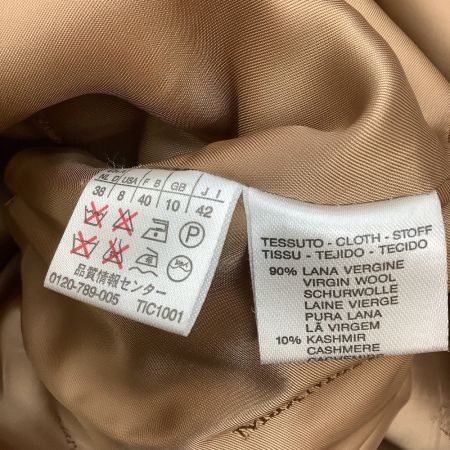 NL D USA F B GB J I
38 8 40 10 42
P
品質情報センター
0120-789-005 TIC1001
TESSUTO - CLOTH - STOFF
TISSU - TEJIDO - TECIDO
90% LANA VERGINE
VIRGIN WOOL
SCHURWOLLE
LAINE VIERGE
PURA LANA
LÃ VIRGEM
10% KASHMIR
CASHMERE
CACHEMIRE